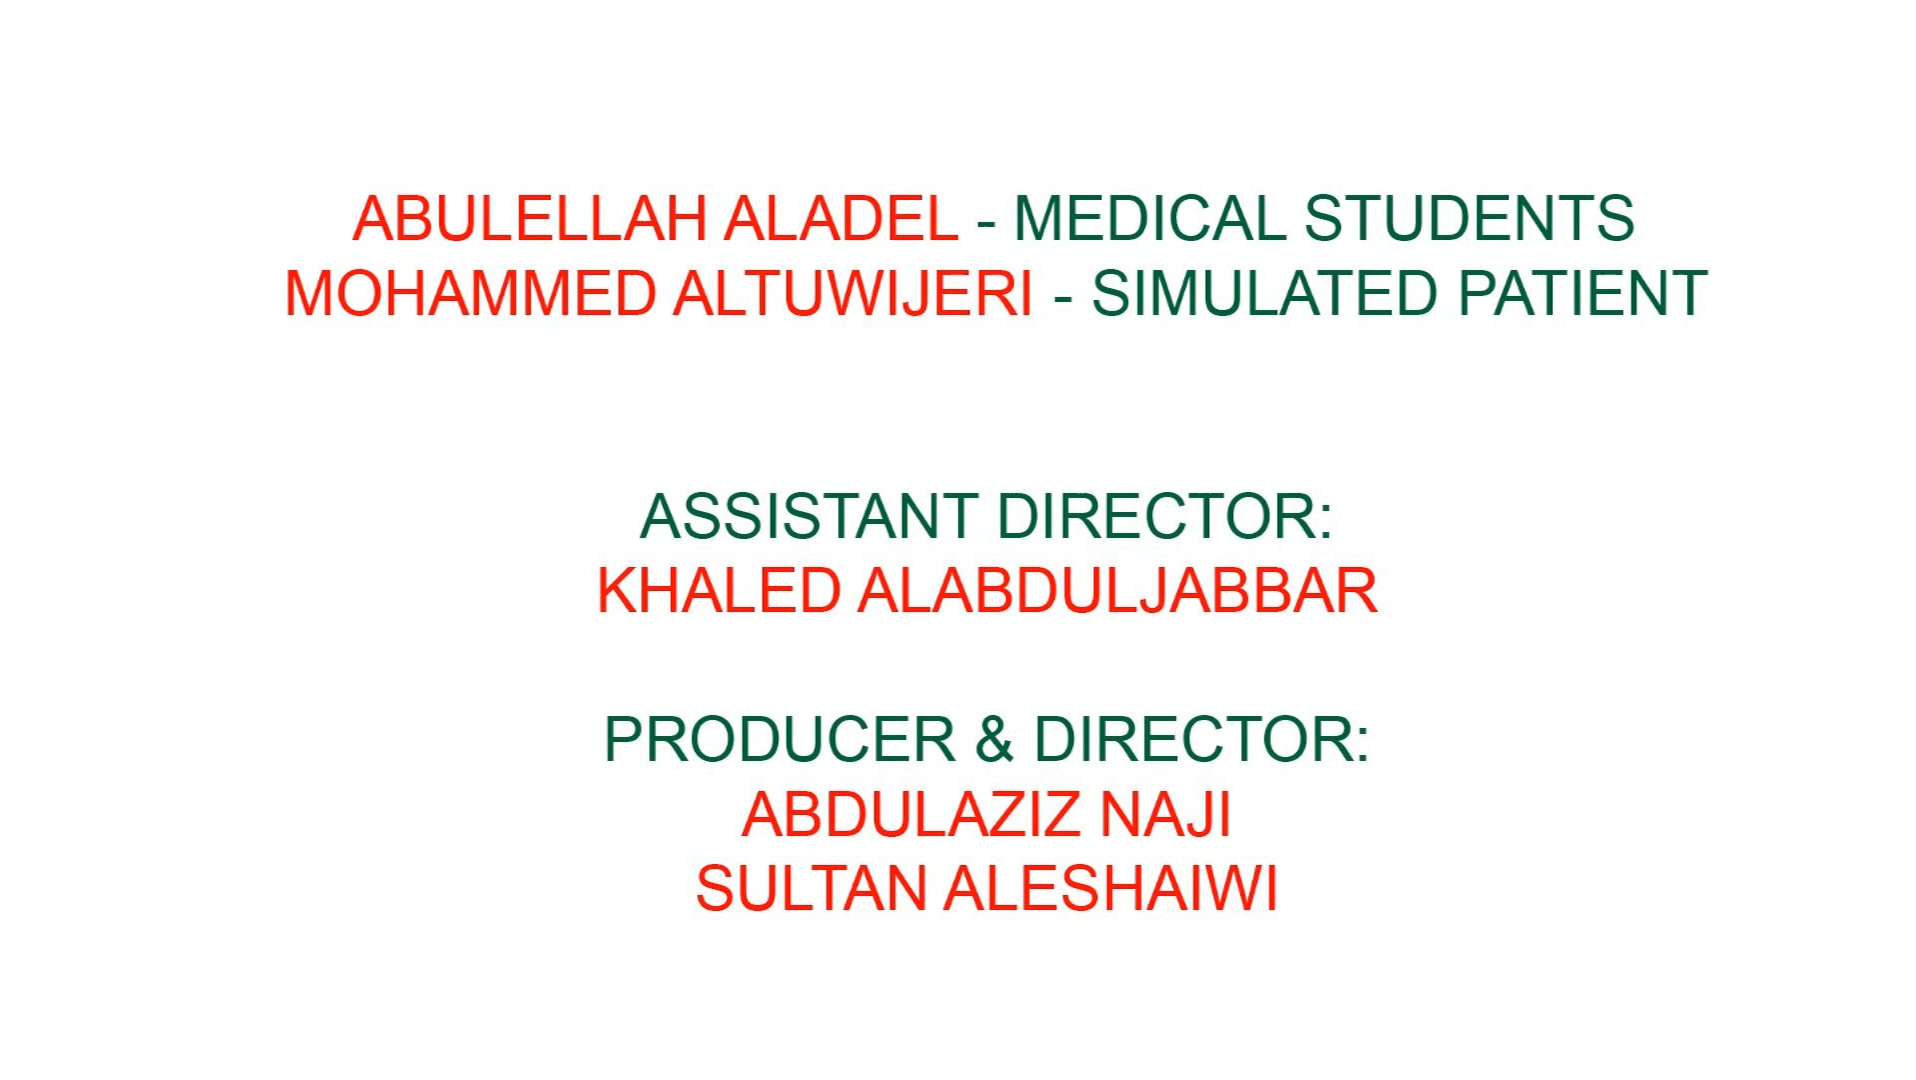 ABULELLAH ALADEL - MEDICAL STUDENTS
MOHAMMED ALTUWIJERI - SIMULATED PATIENT
ASSISTANT DIRECTOR:
KHALED ALABDULJABBAR
PRODUCER & DIRECTOR:
ABDULAZIZ NAJI
SULTAN ALESHAIWI